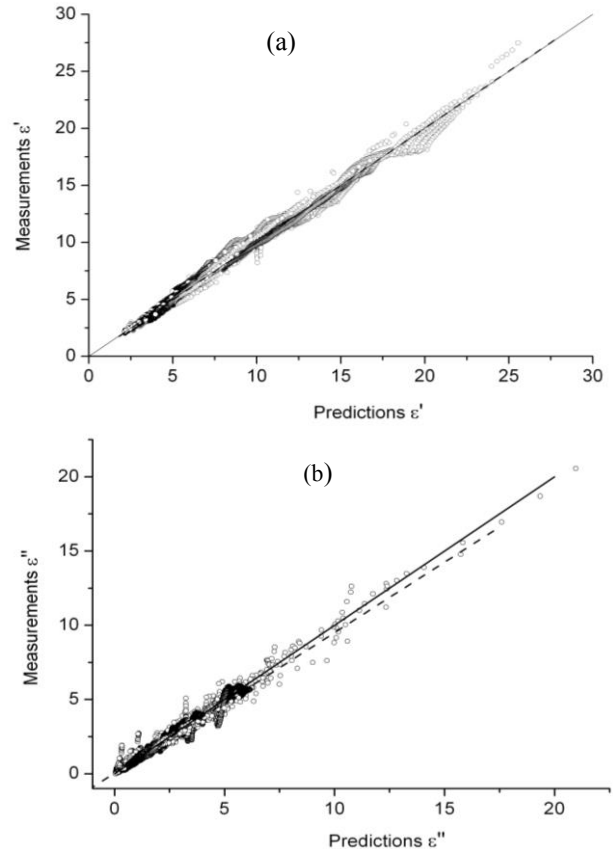 (a)
30
25
20
15
10
5
0
Measurements ε'
0 5 10 15 20 25 30
Predictions ε'
(b)
20
15
10
5
0
Measurements ε"
0 5 10 15 20
Predictions ε"